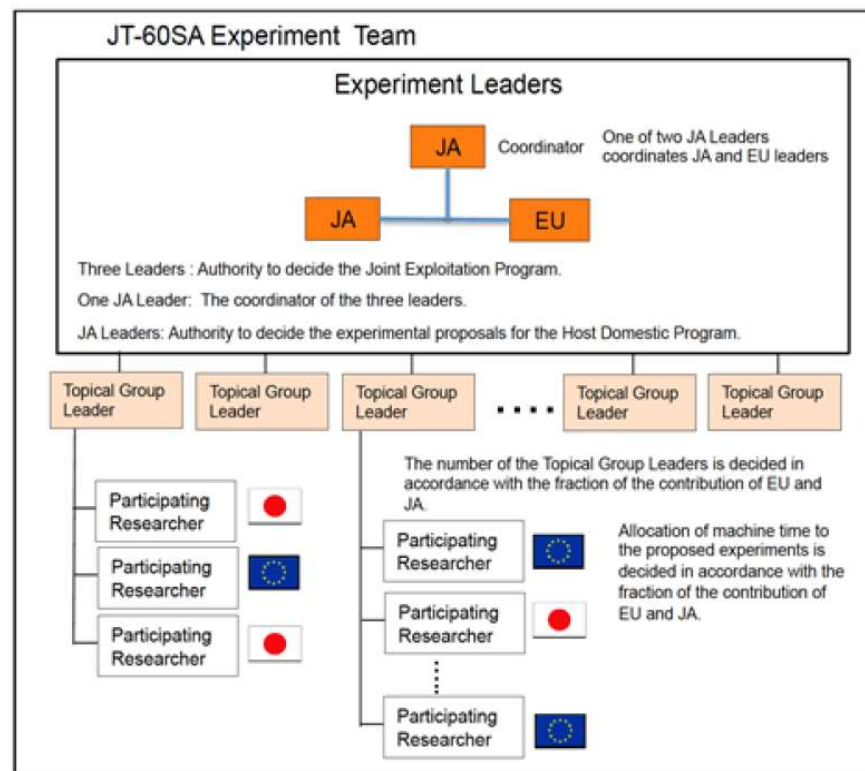 JT-60SA Experiment Team
Experiment Leaders
JA
Coordinator
One of two JA Leaders
coordinates JA and EU leaders
JA
EU
Three Leaders : Authority to decide the Joint Exploitation Program.
One JA Leader: The coordinator of the three leaders.
JA Leaders: Authority to decide the experimental proposals for the Host Domestic Program.
Topical Group
Leader
Topical Group
Leader
Topical Group
Leader
Topical Group
Leader
Topical Group
Leader
The number of the Topical Group Leaders is decided in
accordance with the fraction of the contribution of EU and
JA.
Participating
Researcher
Participating
Researcher
Participating
Researcher
Participating
Researcher
Participating
Researcher
Participating
Researcher
Allocation of machine time to
the proposed experiments is
decided in accordance with the
fraction of the contribution of
EU and JA.